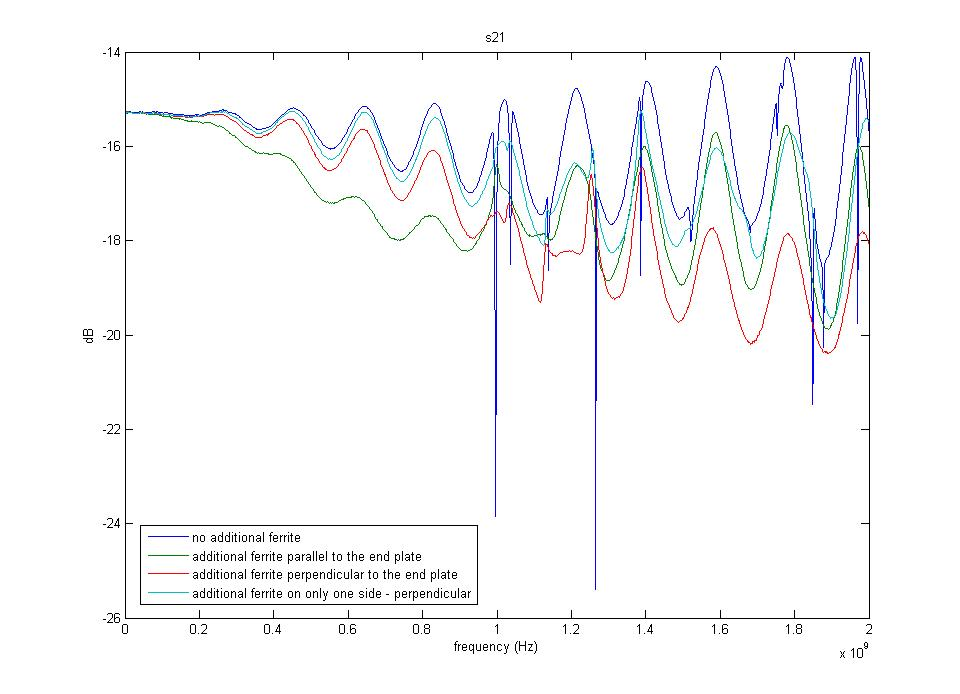 s21
-14
-16
-18
-20
-22
-24
-26
dB
no additional ferrite
additional ferrite parallel to the end plate
additional ferrite perpendicular to the end plate
additional ferrite on only one side - perpendicular
0 0.2 0.4 0.6 0.8 1 1.2 1.4 1.6 1.8 2
frequency (Hz)
x 10^9